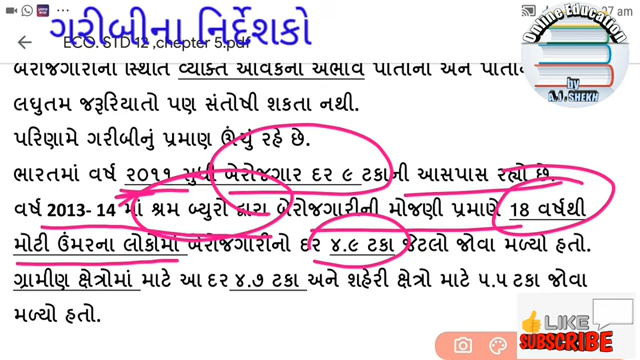 ગરીબીના નિર્દેશકો
27 am
ECO. STD 12 ,chepter 5.pdf
Online Education
by
A.I. SHEKH
બેરોજગારીની સ્થિતિ વ્યક્તિ આવકના અભાવે પોતાના અને પોતાન
લઘુતમ જરૂરિયાતો પણ સંતોષી શકતા નથી.
પરિણામે ગરીબીનું પ્રમાણ ઊંચું રહે છે.
ભારતમાં વર્ષ ૨૦૧૧ સુધી બેરોજગાર દર ૯ ટકાની આસપાસ રહ્યો છે.
વર્ષ 2013- 14 માં શ્રમ બ્યુરો દ્વારા બેરોજગારીની મોજણી પ્રમાણે 18 વર્ષથી
મોટી ઉંમરના લોકોમાં બેરોજગારીનો દર ૪.૯ ટકા જેટલો જોવા મળ્યો હતો.
ગ્રામીણ ક્ષેત્રોમાં માટે આ દર ૪.૭ ટકા અને શહેરી ક્ષેત્રો માટે ૫.૫ ટકા જોવા
મળ્યો હતો.
LIKE
SUBSCRIBE